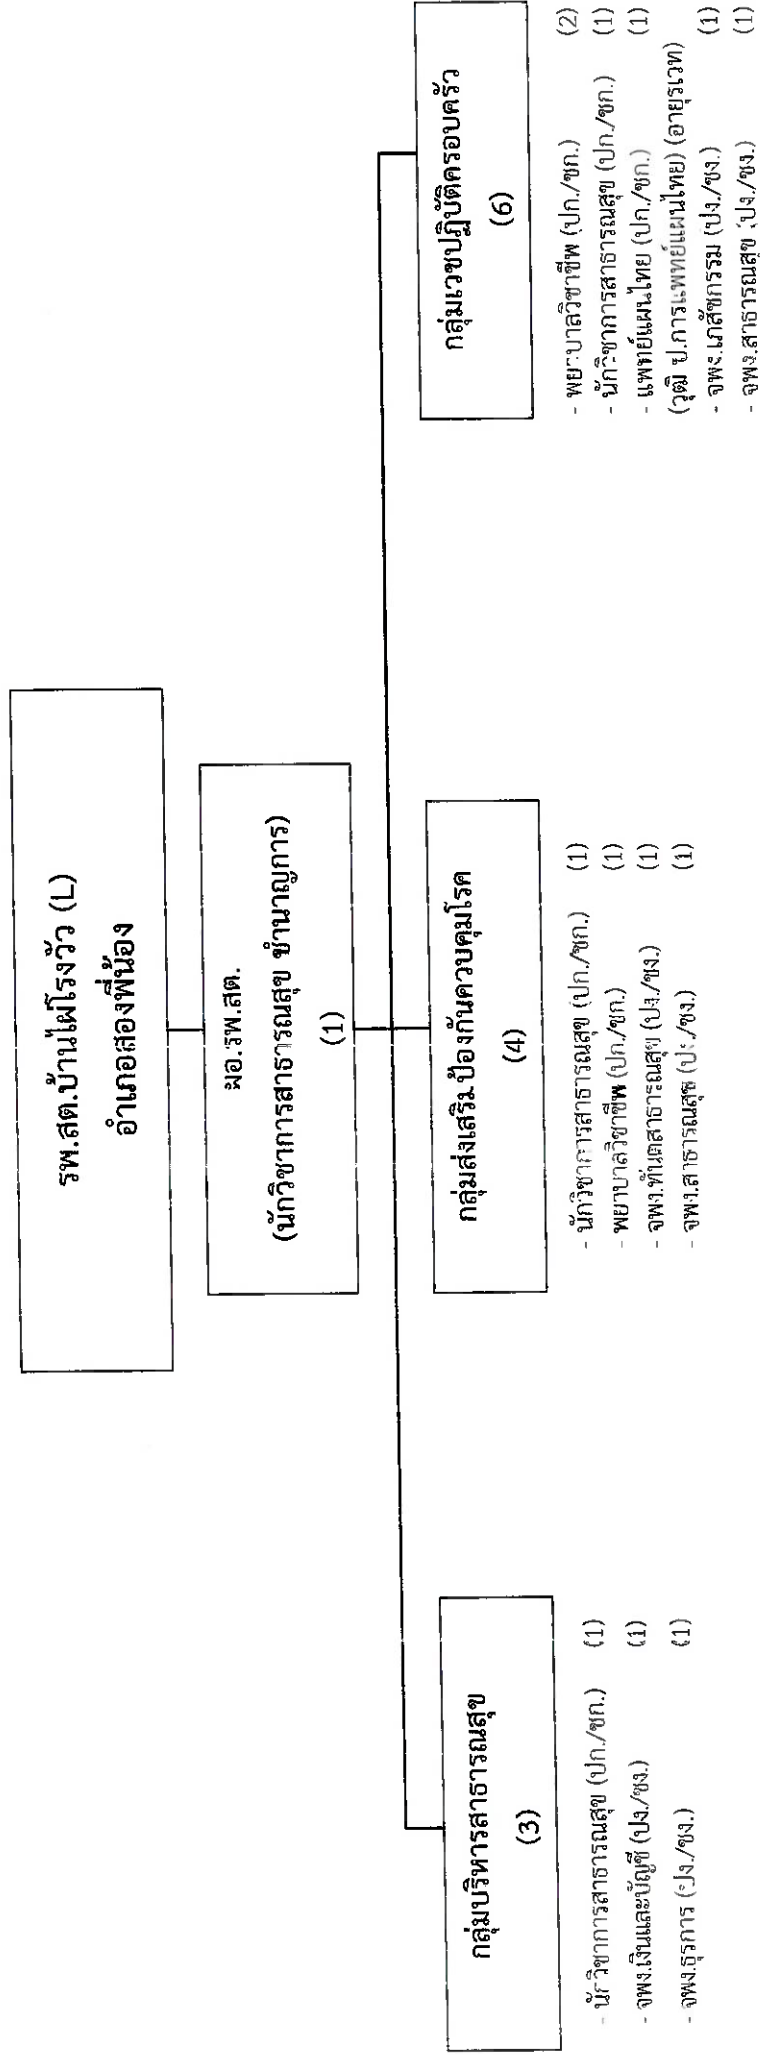 รพ.สต.บ้านไผ่โรงวัว (L)
อำเภอสองพี่น้อง
ผอ.รพ.สต.
(นักวิชาการสาธารณสุข ชำนาญการ)
(1)
กลุ่มบริหารสาธารณสุข
(3)
- นักวิชาการสาธารณสุข (ปก./ชก.) (1)
- จพง.เงินและบัญชี (ปง./ชง.) (1)
- จพง.ธุรการ (ปง./ชง.) (1)
กลุ่มส่งเสริมป้องกันควบคุมโรค
(4)
- นักวิชาการสาธารณสุข (ปก./ชก.) (1)
- พยาบาลวิชาชีพ (ปก./ชก.) (1)
- จพง.ทันตสาธารณสุข (ปง./ชง.) (1)
- จพง.สาธารณสุข (ปง./ชง.) (1)
กลุ่มเวชปฏิบัติครอบครัว
(6)
- พยาบาลวิชาชีพ (ปก./ชก.) (2)
- นักวิชาการสาธารณสุข (ปก./ชก.) (1)
- แพทย์แผนไทย (ปก./ชก.) (1)
(วุฒิ ป.การแพทย์แผนไทย) (อายุรเวท)
- จพง.เภสัชกรรม (ปง./ชง.) (1)
- จพง.สาธารณสุข (ปง./ชง.) (1)